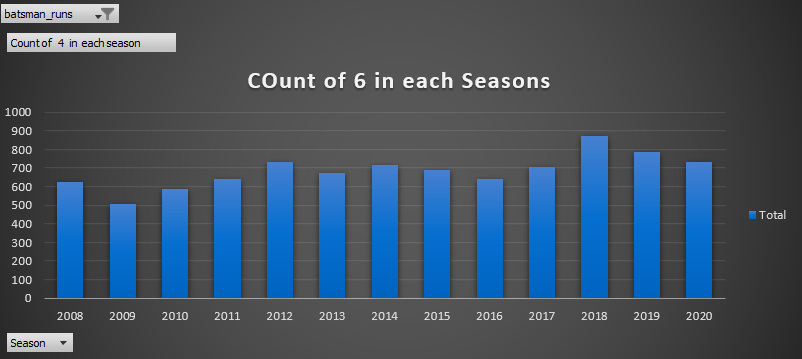 batsman_runs
Count of 4 in each season
COunt of 6 in each Seasons
1000
900
800
700
600
500
400
300
200
100
0
2008 2009 2010 2011 2012 2013 2014 2015 2016 2017 2018 2019 2020
Total
Season